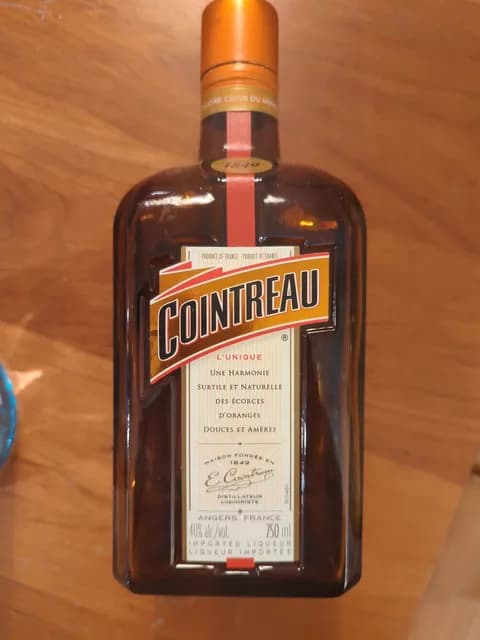 1849
PRODUCT OF FRANCE - PRODUIT DE FRANCE
COINTREAU
®
L'UNIQUE
UNE HARMONIE
SUBTILE ET NATURELLE
DES ÉCORCES
D'ORANGES
DOUCES ET AMÈRES
MAISON FONDÉE EN
1849
E. Cointreau
DISTILLATEUR
LIQUORISTE
ANGERS, FRANCE
40% alc./vol. 750 ml
IMPORTED LIQUEUR
LIQUEUR IMPORTÉE